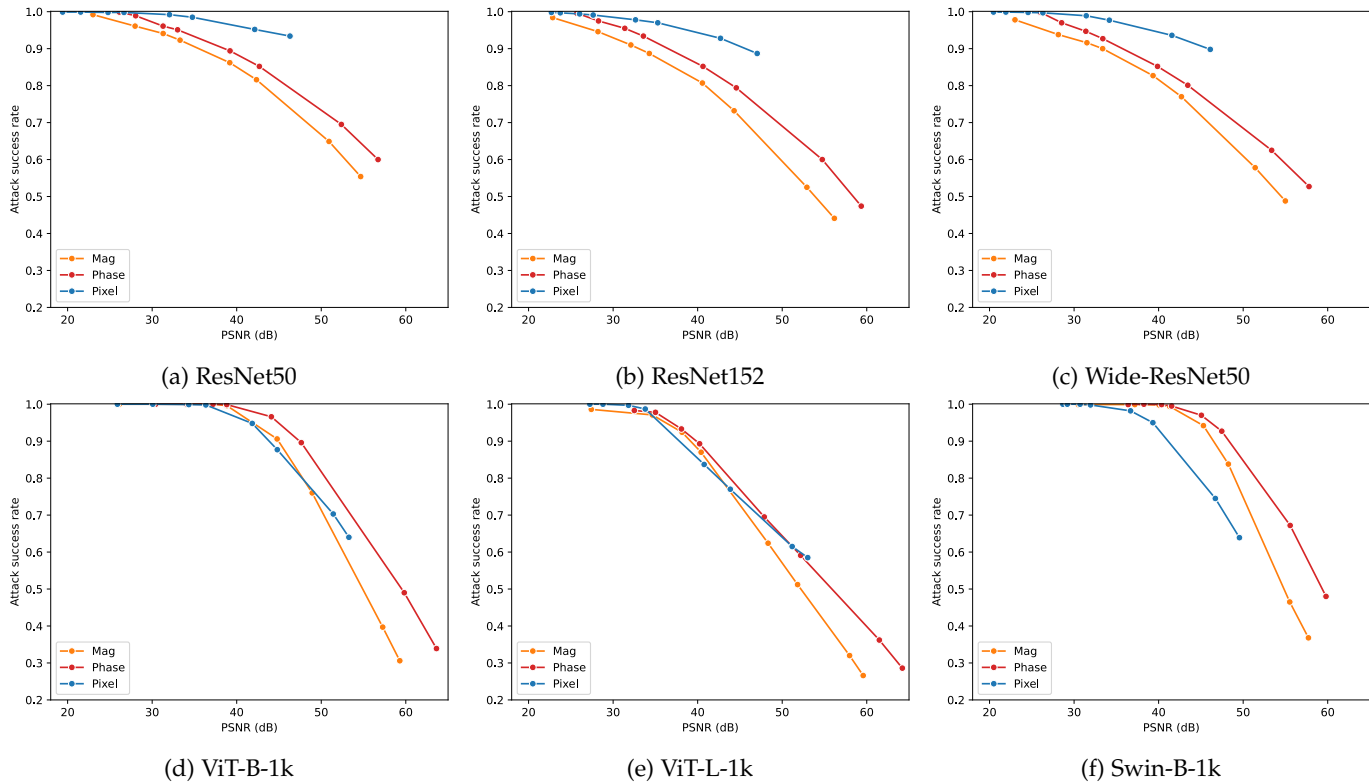 1.0
0.9
0.8
0.7
0.6
0.5
0.4
0.3
0.2
Attack success rate
Mag
Phase
Pixel
20 30 40 50 60
PSNR (dB)
(a) ResNet50
1.0
0.9
0.8
0.7
0.6
0.5
0.4
0.3
0.2
Attack success rate
Mag
Phase
Pixel
20 30 40 50 60
PSNR (dB)
(b) ResNet152
1.0
0.9
0.8
0.7
0.6
0.5
0.4
0.3
0.2
Attack success rate
Mag
Phase
Pixel
20 30 40 50 60
PSNR (dB)
(c) Wide-ResNet50
1.0
0.9
0.8
0.7
0.6
0.5
0.4
0.3
0.2
Attack success rate
Mag
Phase
Pixel
20 30 40 50 60
PSNR (dB)
(d) ViT-B-1k
1.0
0.9
0.8
0.7
0.6
0.5
0.4
0.3
0.2
Attack success rate
Mag
Phase
Pixel
20 30 40 50 60
PSNR (dB)
(e) ViT-L-1k
1.0
0.9
0.8
0.7
0.6
0.5
0.4
0.3
0.2
Attack success rate
Mag
Phase
Pixel
20 30 40 50 60
PSNR (dB)
(f) Swin-B-1k